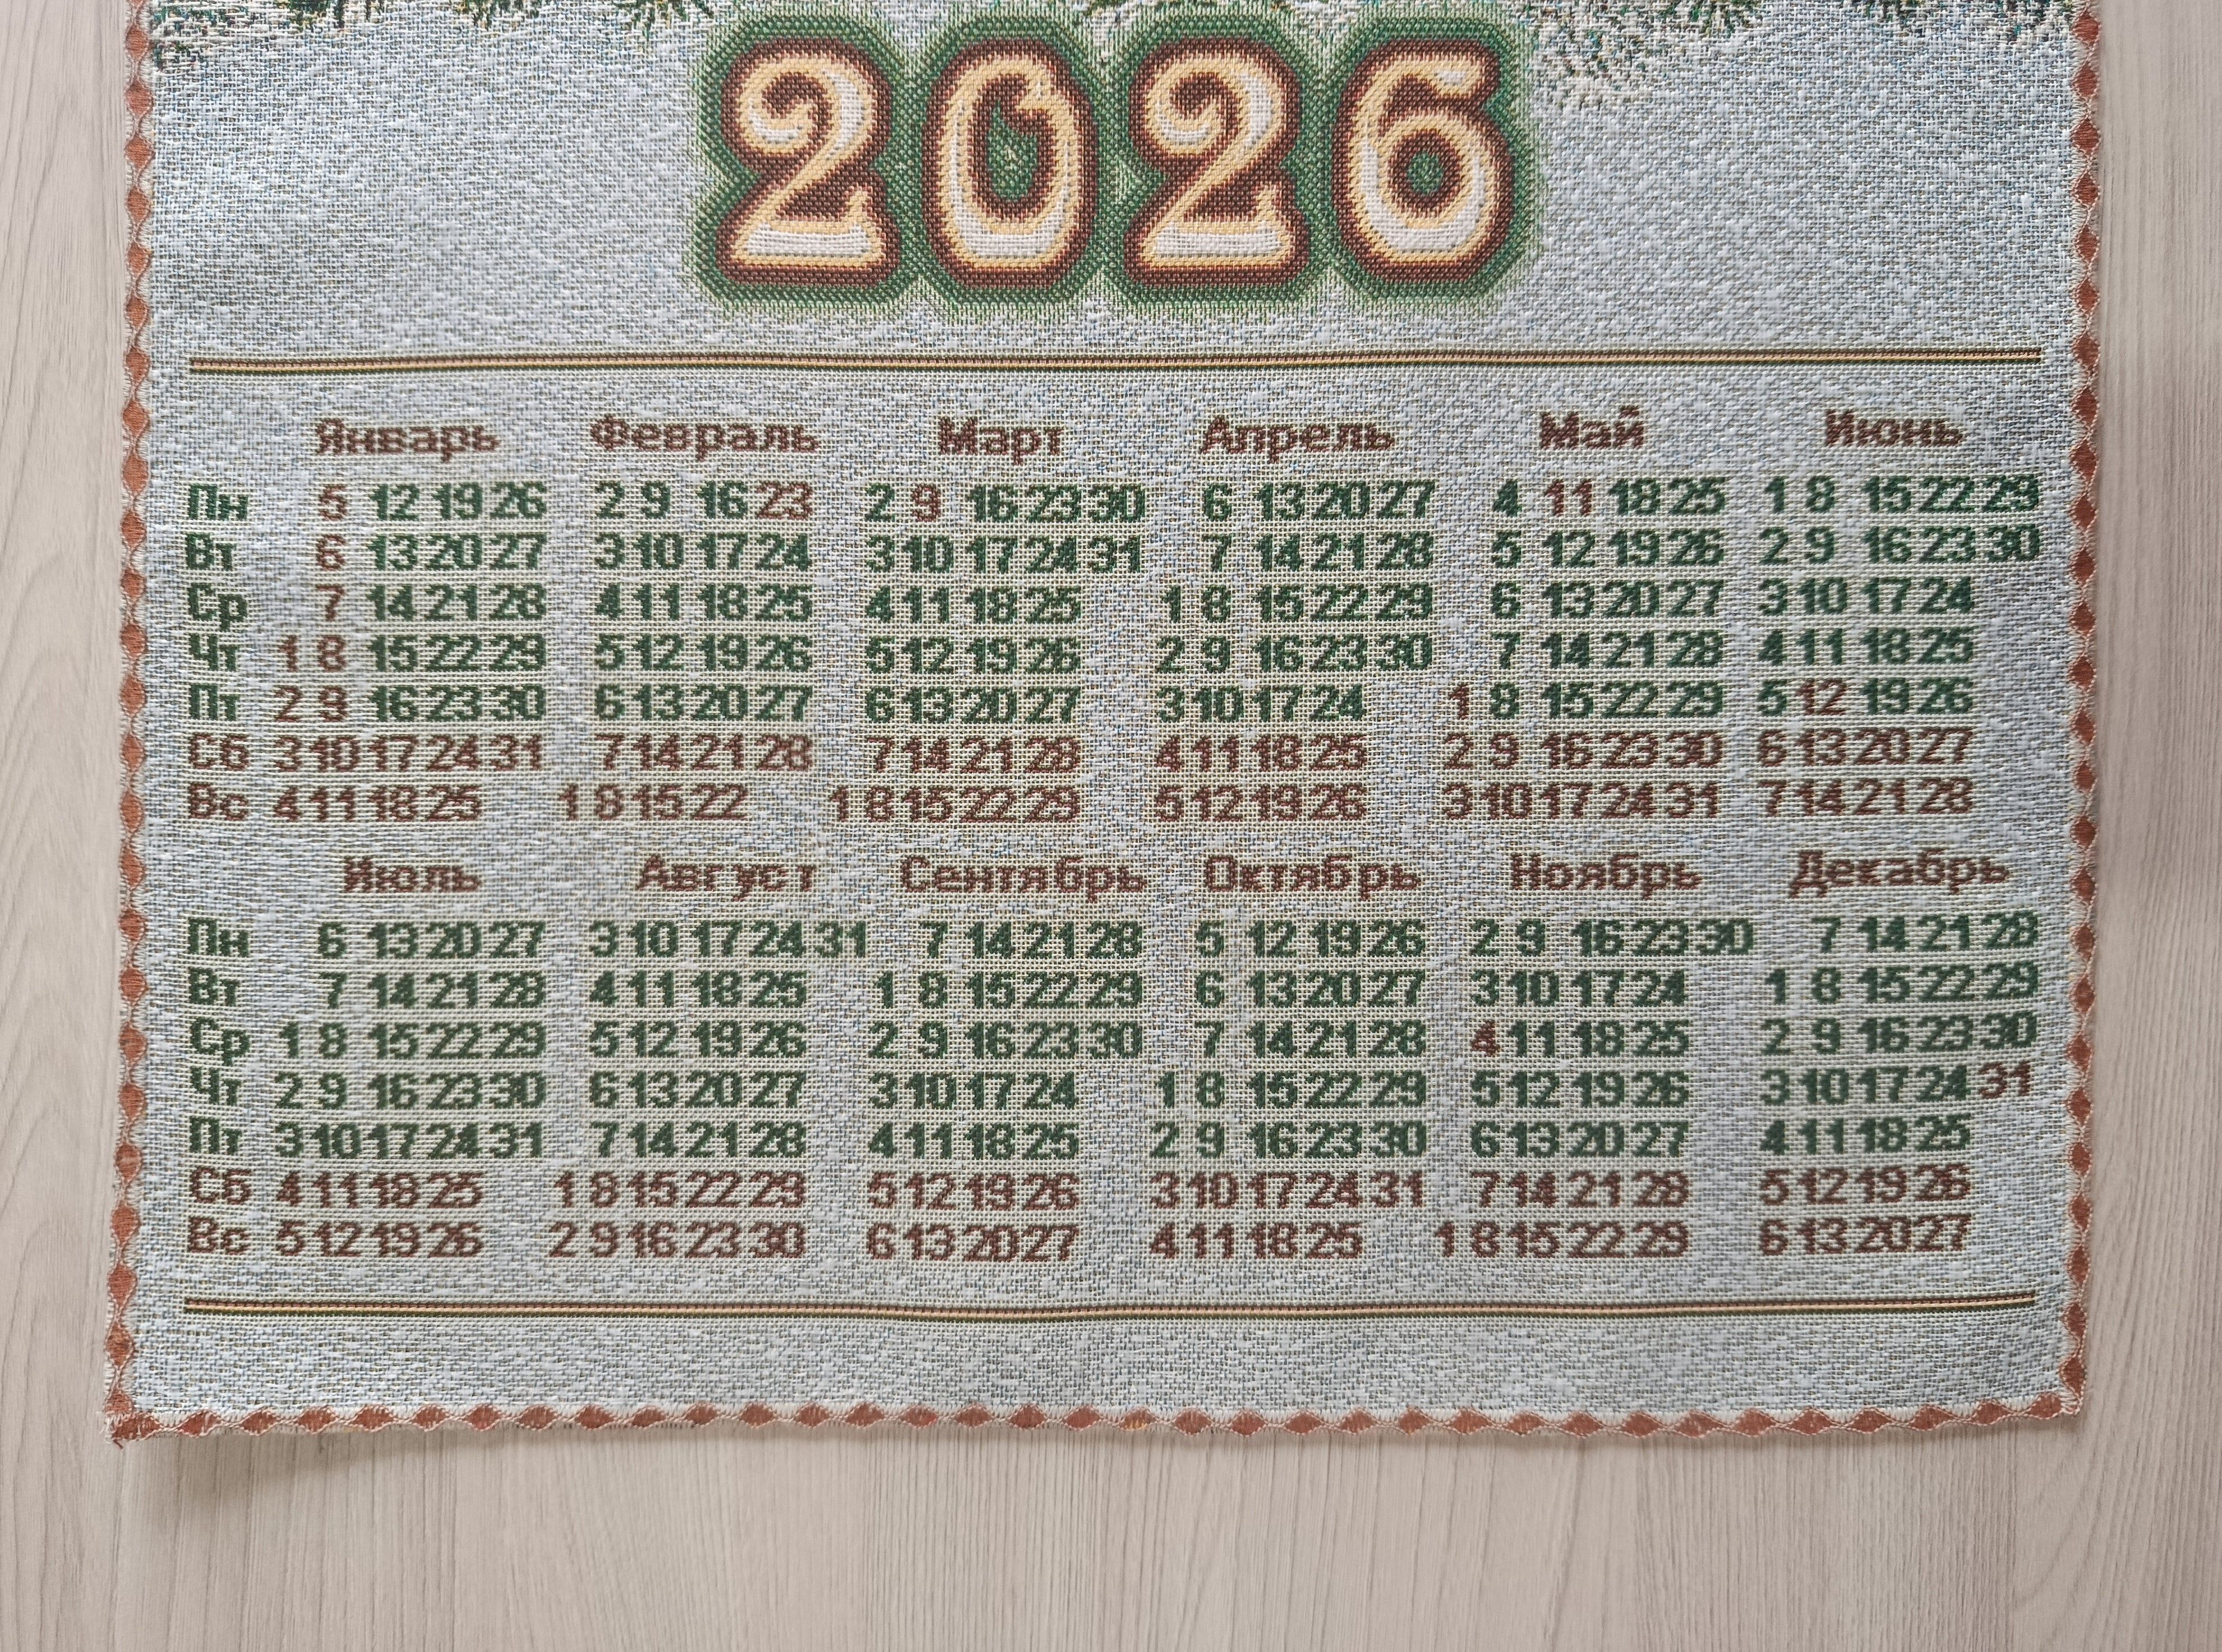 2026
Январь Февраль Март Апрель Май Июнь
Пн 5 12 19 26 2 9 16 23 2 9 16 23 30 6 13 20 27 4 11 18 25 1 8 15 22 29
Вт 6 13 20 27 3 10 17 24 3 10 17 24 31 7 14 21 28 5 12 19 26 2 9 16 23 30
Ср 7 14 21 28 4 11 18 25 4 11 18 25 1 8 15 22 29 6 13 20 27 3 10 17 24
Чт 1 8 15 22 29 5 12 19 26 5 12 19 26 2 9 16 23 30 7 14 21 28 4 11 18 25
Пт 2 9 16 23 30 6 13 20 27 6 13 20 27 3 10 17 24 1 8 15 22 29 5 12 19 26
Сб 3 10 17 24 31 7 14 21 28 7 14 21 28 4 11 18 25 2 9 16 23 30 6 13 20 27
Вс 4 11 18 25 1 8 15 22 1 8 15 22 29 5 12 19 26 3 10 17 24 31 7 14 21 28
Июль Август Сентябрь Октябрь Ноябрь Декабрь
Пн 6 13 20 27 3 10 17 24 31 7 14 21 28 5 12 19 26 2 9 16 23 30 7 14 21 28
Вт 7 14 21 28 4 11 18 25 1 8 15 22 29 6 13 20 27 3 10 17 24 1 8 15 22 29
Ср 1 8 15 22 29 5 12 19 26 2 9 16 23 30 7 14 21 28 4 11 18 25 2 9 16 23 30
Чт 2 9 16 23 30 6 13 20 27 3 10 17 24 1 8 15 22 29 5 12 19 26 3 10 17 24 31
Пт 3 10 17 24 31 7 14 21 28 4 11 18 25 2 9 16 23 30 6 13 20 27 4 11 18 25
Сб 4 11 18 25 1 8 15 22 29 5 12 19 26 3 10 17 24 31 7 14 21 28 5 12 19 26
Вс 5 12 19 26 2 9 16 23 30 6 13 20 27 4 11 18 25 1 8 15 22 29 6 13 20 27